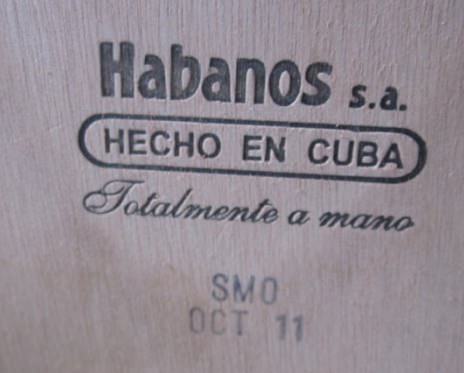 Habanos s.a.
HECHO EN CUBA
Totalmente a mano
SMO
OCT 11